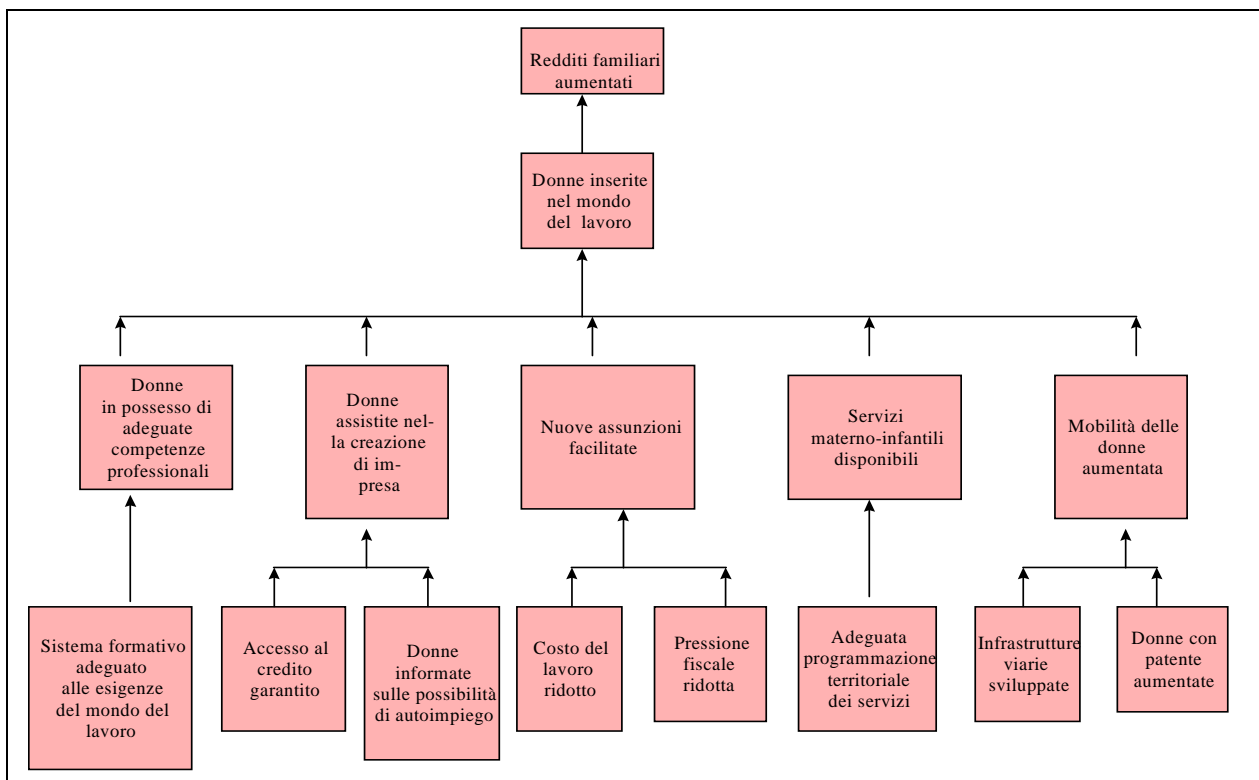 Redditi familiari
aumentati
Donne inserite
nel mondo
del lavoro
Donne
in possesso di
adeguate
competenze
professionali
Donne
assistite nel-
la creazione
di im-
presa
Nuove assunzioni
facilitate
Servizi
materno-infantili
disponibili
Mobilità delle
donne
aumentata
Sistema formativo
adeguato
alle esigenze
del mondo del
lavoro
Accesso al
credito
garantito
Donne
informate
sulle possibilità
di autoimpiego
Costo del
lavoro
ridotto
Pressione
fiscale
ridotta
Adeguata
programmazione
territoriale
dei servizi
Infrastrutture
viarie
sviluppate
Donne con
patente
aumentate